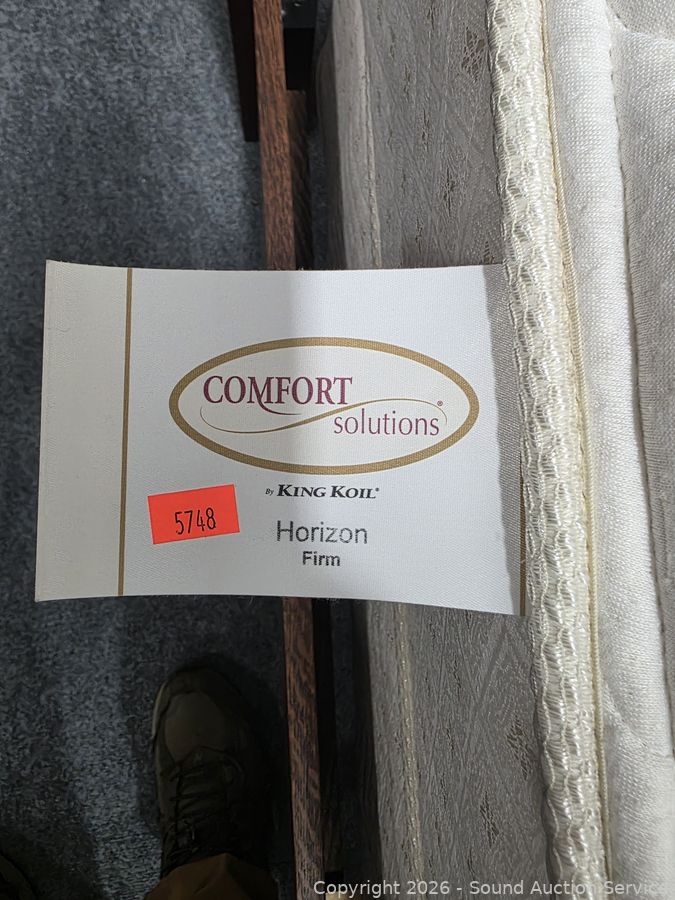 COMFORT
solutions®
By KING KOIL®
5748
Horizon
Firm
Copyright 2026 - Sound Auction Service